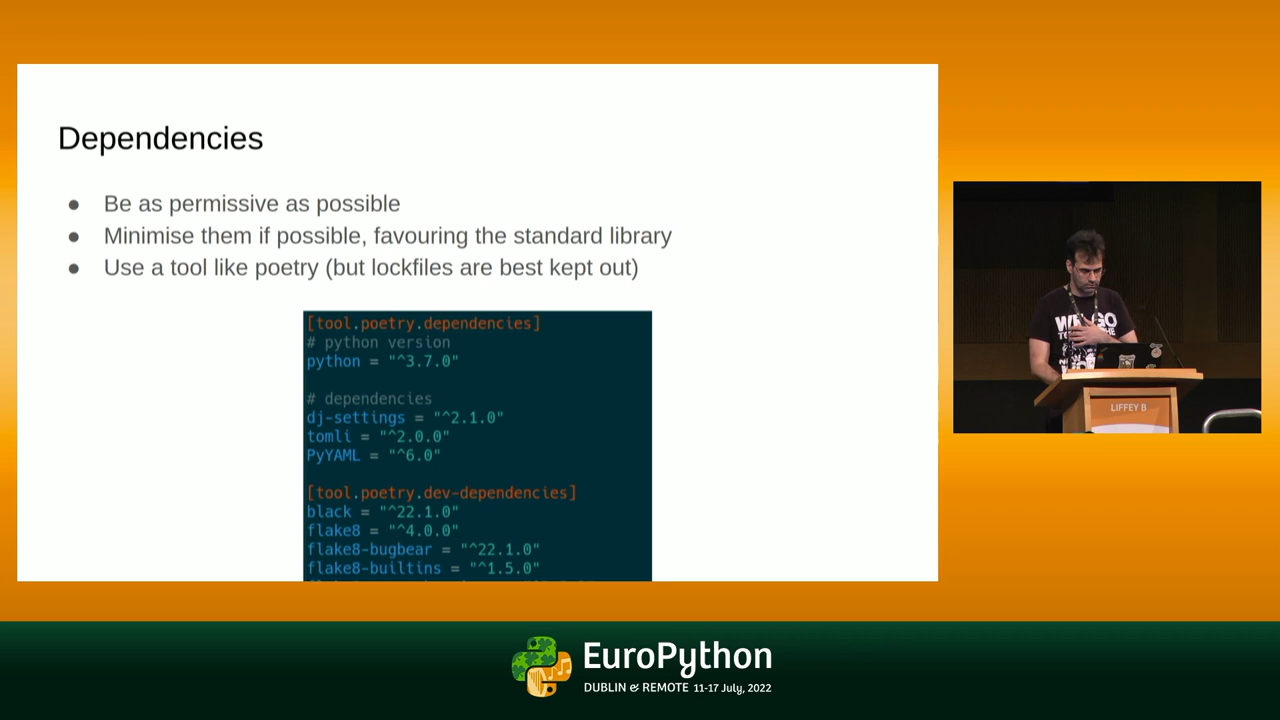 Dependencies
● Be as permissive as possible
● Minimise them if possible, favouring the standard library
● Use a tool like poetry (but lockfiles are best kept out)
[tool.poetry.dependencies]
# python version
python = "^3.7.0"
# dependencies
dj-settings = "^2.1.0"
tomli = "^2.0.0"
PyYAML = "^6.0"
[tool.poetry.dev-dependencies]
black = "^22.1.0"
flake8 = "^4.0.0"
flake8-bugbear = "^22.1.0"
flake8-builtins = "^1.5.0"
WE GO
LIFFEY B
EuroPython
DUBLIN & REMOTE 11-17 July, 2022